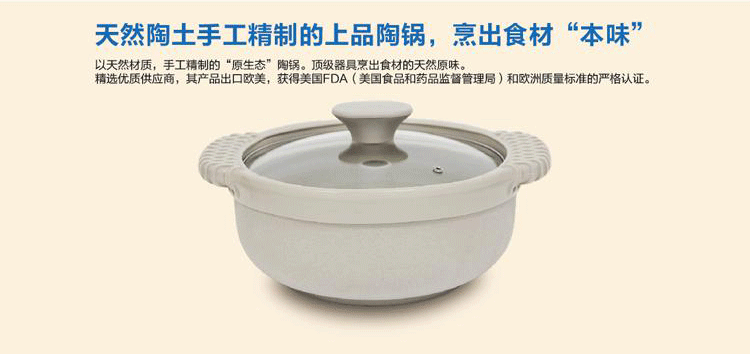 天然陶土手工精制的上品陶锅，烹出食材“本味”
以天然材质，手工精制的“原生态”陶锅。顶级器具烹出食材的天然原味。
精选优质供应商，其产品出口欧美，获得美国FDA（美国食品和药品监督管理局）和欧洲质量标准的严格认证。